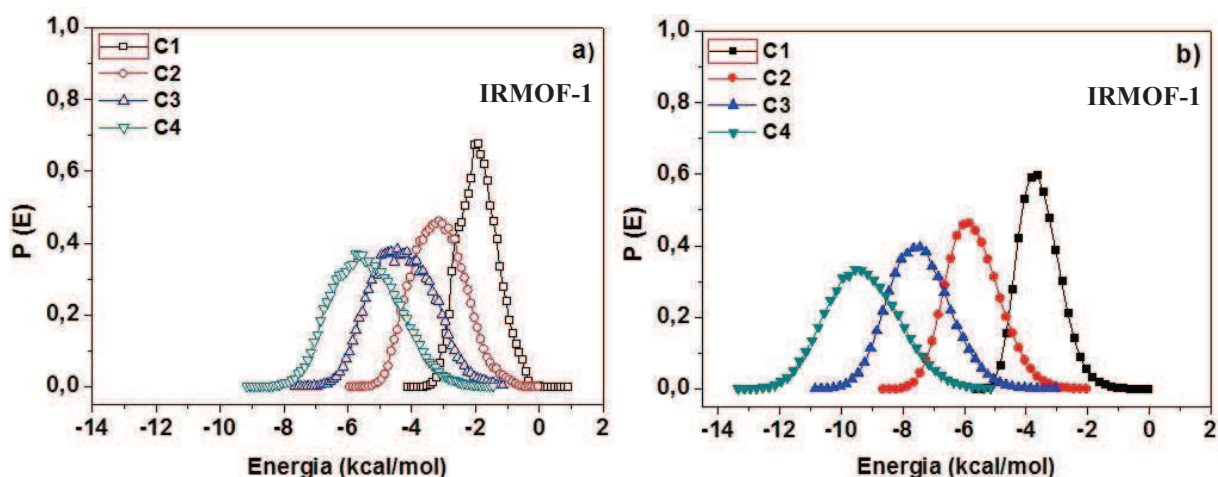 1,0
0,8
0,6
0,4
0,2
0,0
P (E)
C1
C2
C3
C4
a)
IRMOF-1
-14 -12 -10 -8 -6 -4 -2 0 2
Energia (kcal/mol)
1,0
0,8
0,6
0,4
0,2
0,0
P (E)
C1
C2
C3
C4
b)
IRMOF-1
-14 -12 -10 -8 -6 -4 -2 0 2
Energia (kcal/mol)